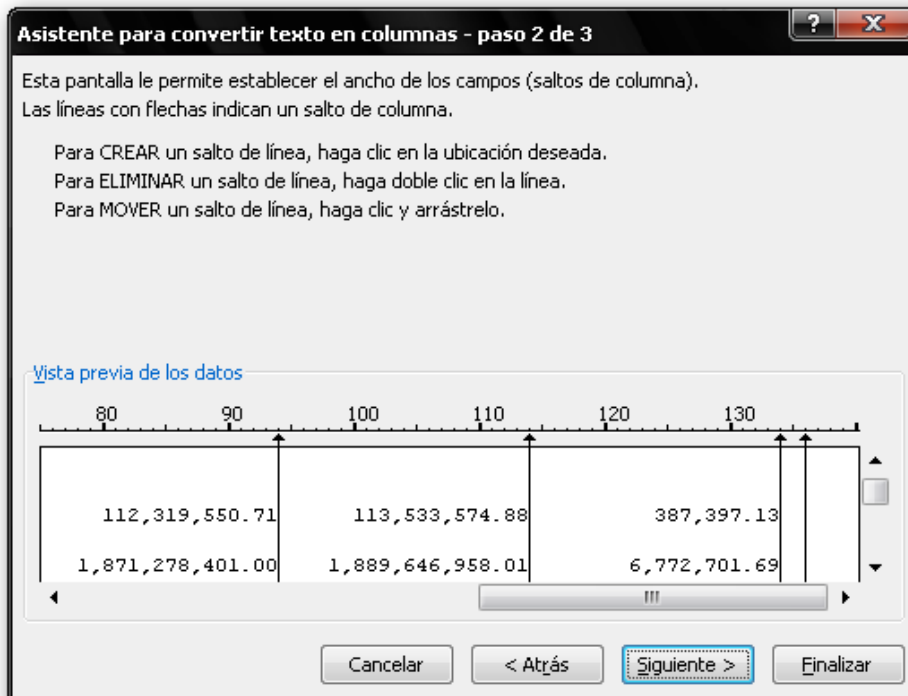 Asistente para convertir texto en columnas - paso 2 de 3
?
X
Esta pantalla le permite establecer el ancho de los campos (saltos de columna).
Las líneas con flechas indican un salto de columna.
Para CREAR un salto de línea, haga clic en la ubicación deseada.
Para ELIMINAR un salto de línea, haga doble clic en la línea.
Para MOVER un salto de línea, haga clic y arrástrelo.
Vista previa de los datos
80 90 100 110 120 130
112,319,550.71 113,533,574.88 387,397.13
1,871,278,401.00 1,889,646,958.01 6,772,701.69
Cancelar < Atrás Siguiente > Finalizar